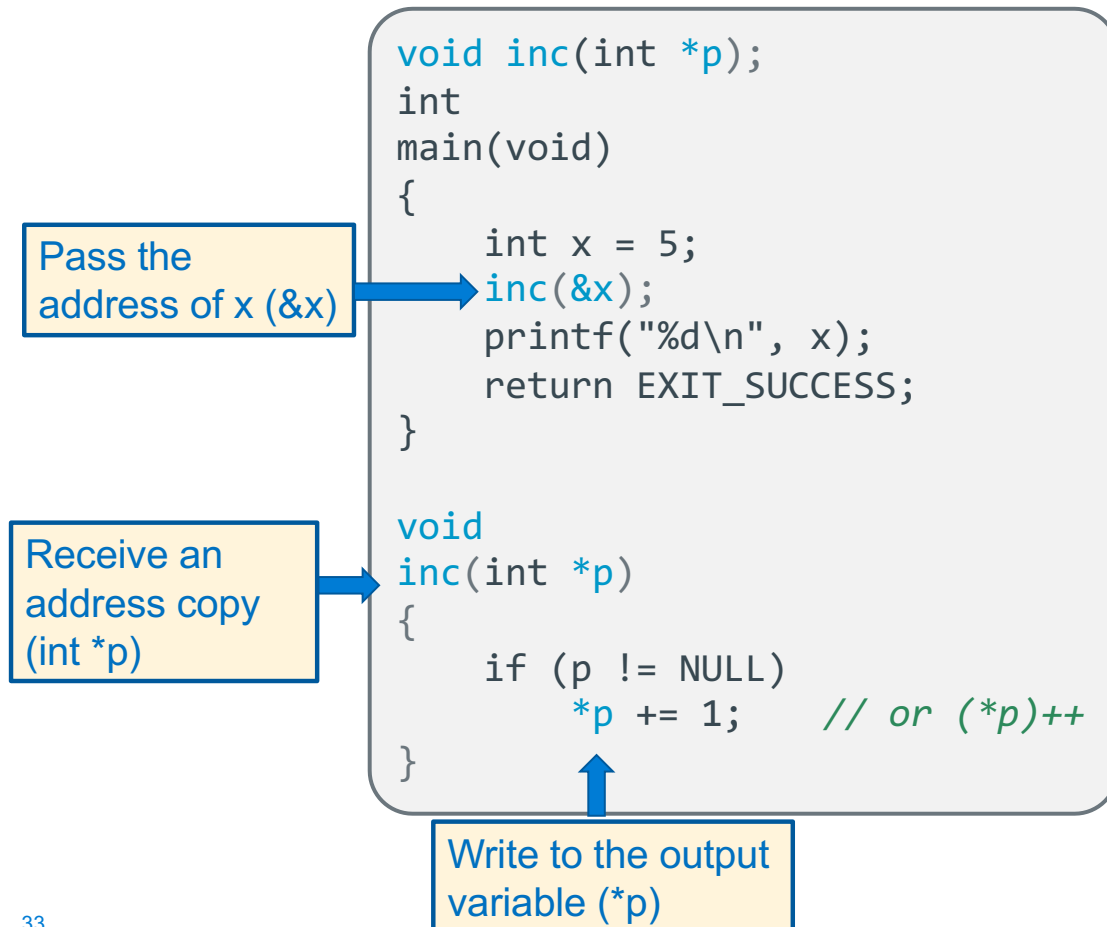 void inc(int *p);
int
main(void)
{
    int x = 5;
Pass the
address of x (&x)
    inc(&x);
    printf("%d\n", x);
    return EXIT_SUCCESS;
}
void
Receive an
address copy
(int *p)
inc(int *p)
{
    if (p != NULL)
        *p += 1;    // or (*p)++
}
Write to the output
variable (*p)
33